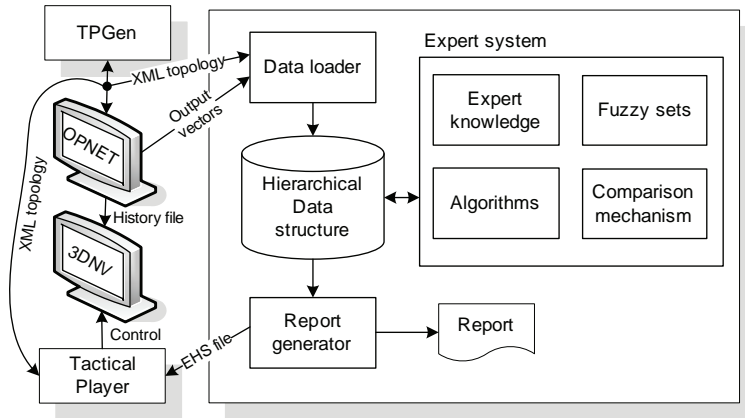 TPGen
XML topology
Data loader
Expert system
Output
vectors
OPNET
Expert
knowledge
Fuzzy sets
Hierarchical
Data
structure
Algorithms
Comparison
mechanism
XML topology
History file
3DNV
Control
Report
generator
Report
EHS file
Tactical
Player